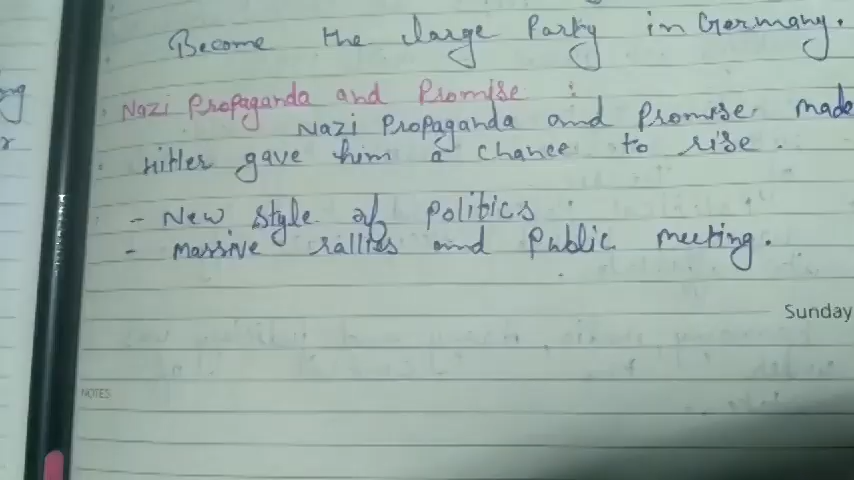 Become the large Party in Germany.
Nazi Propaganda and Promise :
Nazi Propaganda and Promise made
Hitler gave him a chance to rise.
- New style of politics
- Massive rallies and Public meeting.
Sunday
NOTES